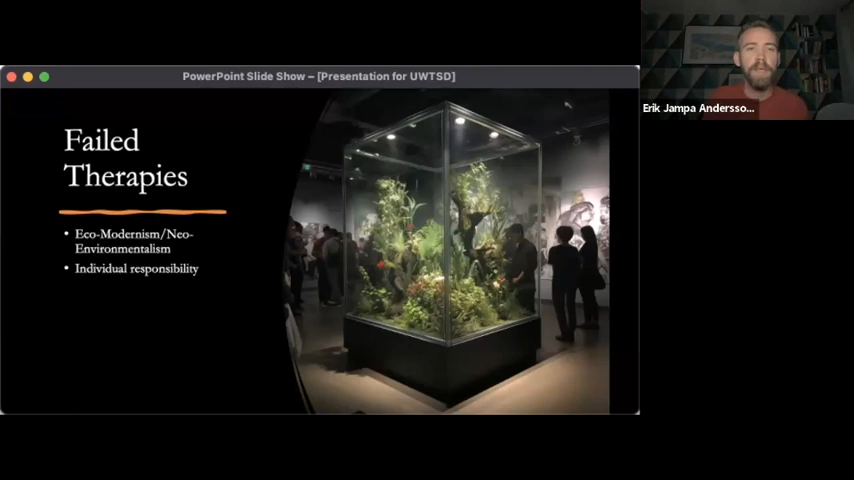 PowerPoint Slide Show – [Presentation for UWTSD]
Failed
Therapies
• Eco-Modernism/Neo-
Environmentalism
• Individual responsibility
Erik Jampa Andersso...